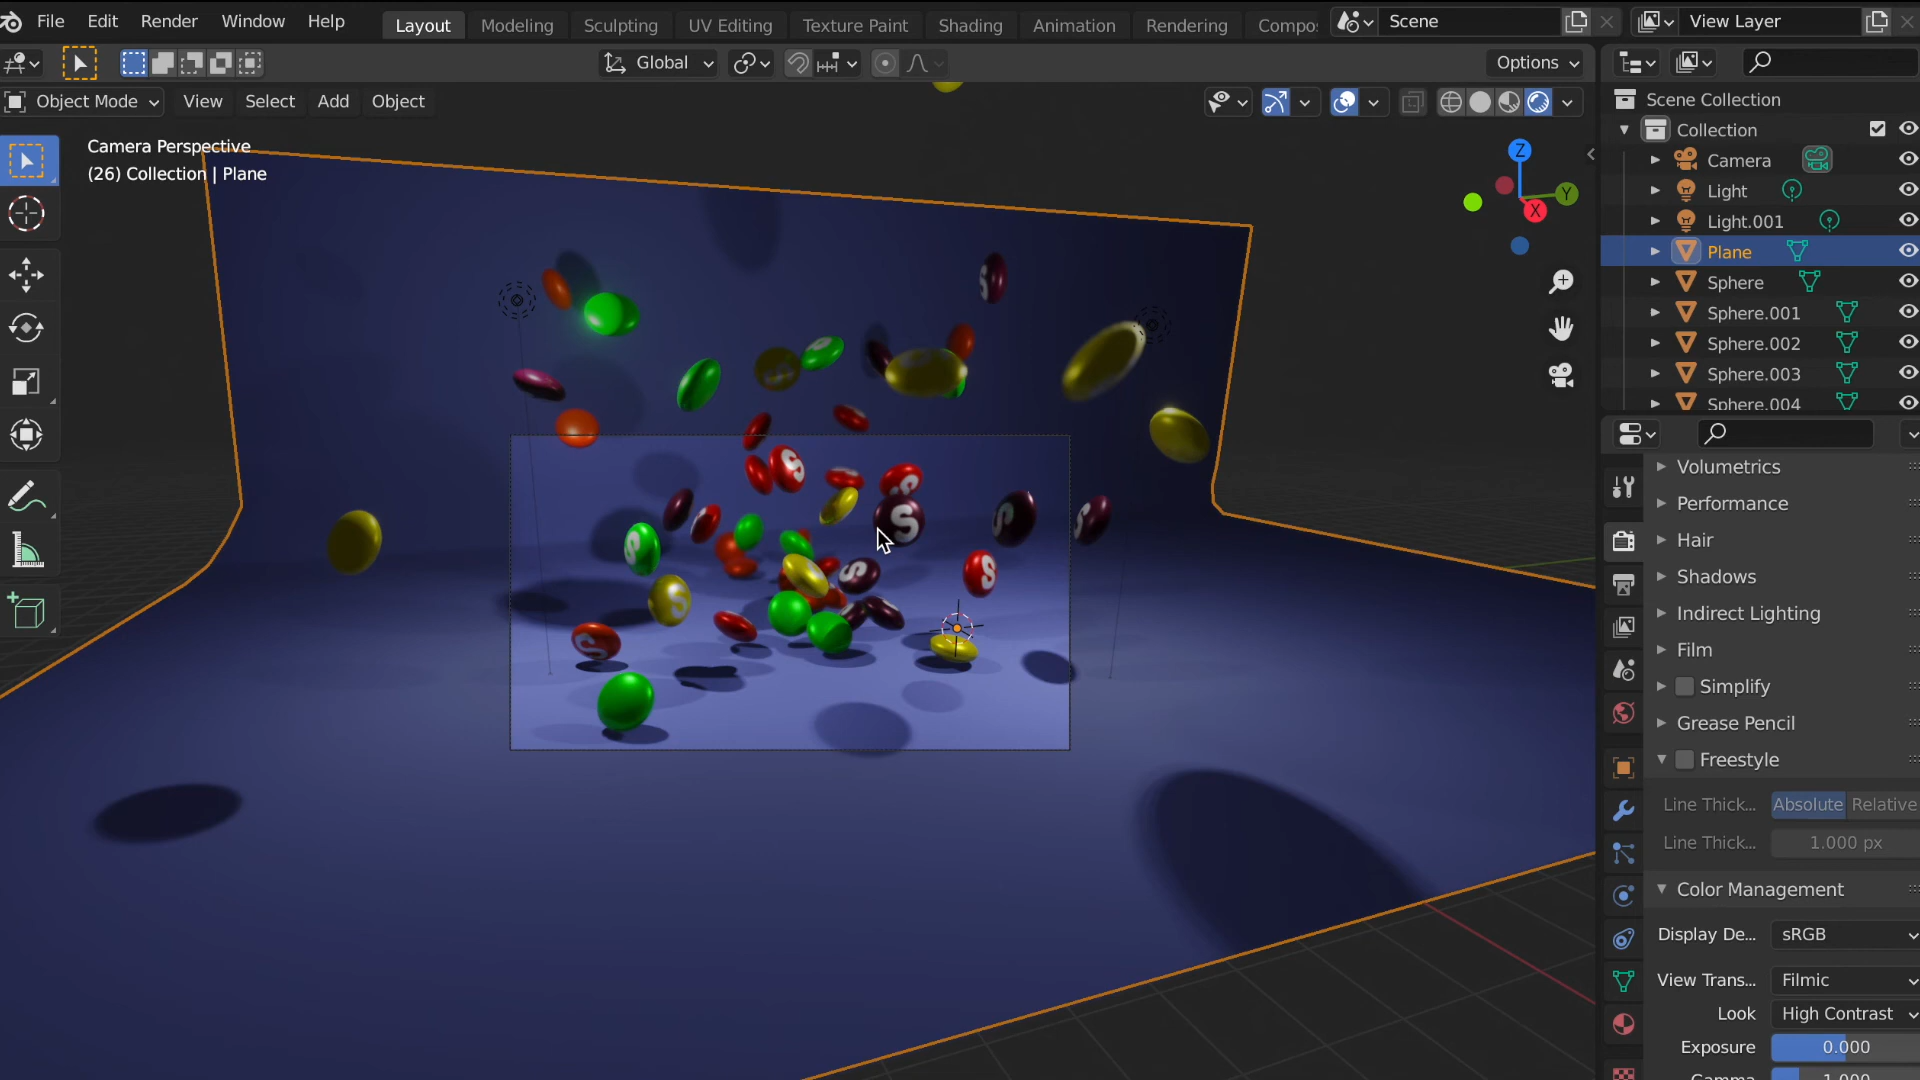 File Edit Render Window Help Layout Modeling Sculpting UV Editing Texture Paint Shading Animation Rendering Compo Scene View Layer
Global Options
Object Mode View Select Add Object
Camera Perspective
(26) Collection | Plane
Z
Y
X
S
S
S
S
S
S
S
S
S
S
S
Scene Collection
Collection
Camera
Light
Light.001
Plane
Sphere
Sphere.001
Sphere.002
Sphere.003
Sphere.004
Volumetrics
Performance
Hair
Shadows
Indirect Lighting
Film
Simplify
Grease Pencil
Freestyle
Line Thick... Absolute Relative
Line Thick... 1.000 px
Color Management
Display De... sRGB
View Trans... Filmic
Look High Contrast
Exposure 0.000
Gamma 1.000